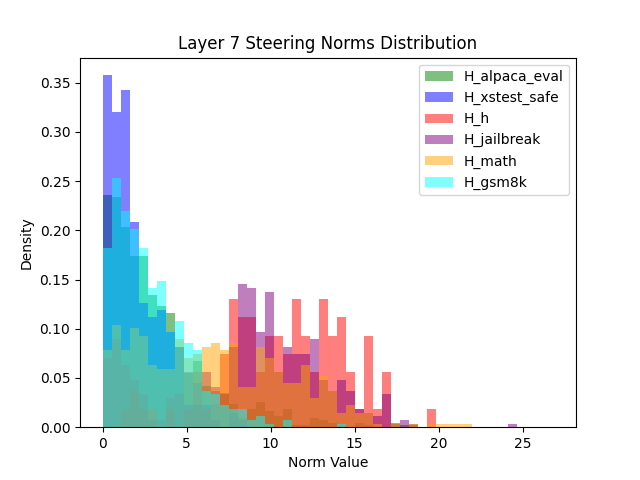 Layer 7 Steering Norms Distribution
H_alpaca_eval
H_xstest_safe
H_h
H_jailbreak
H_math
H_gsm8k
Density
0.35
0.30
0.25
0.20
0.15
0.10
0.05
0.00
0 5 10 15 20 25
Norm Value